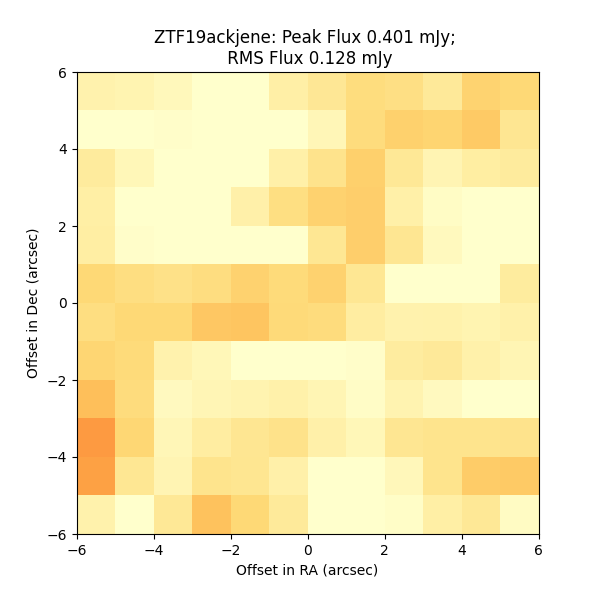 ZTF19ackjene: Peak Flux 0.401 mJy;
RMS Flux 0.128 mJy
6
4
2
0
−2
−4
−6
Offset in Dec (arcsec)
−6 −4 −2 0 2 4 6
Offset in RA (arcsec)